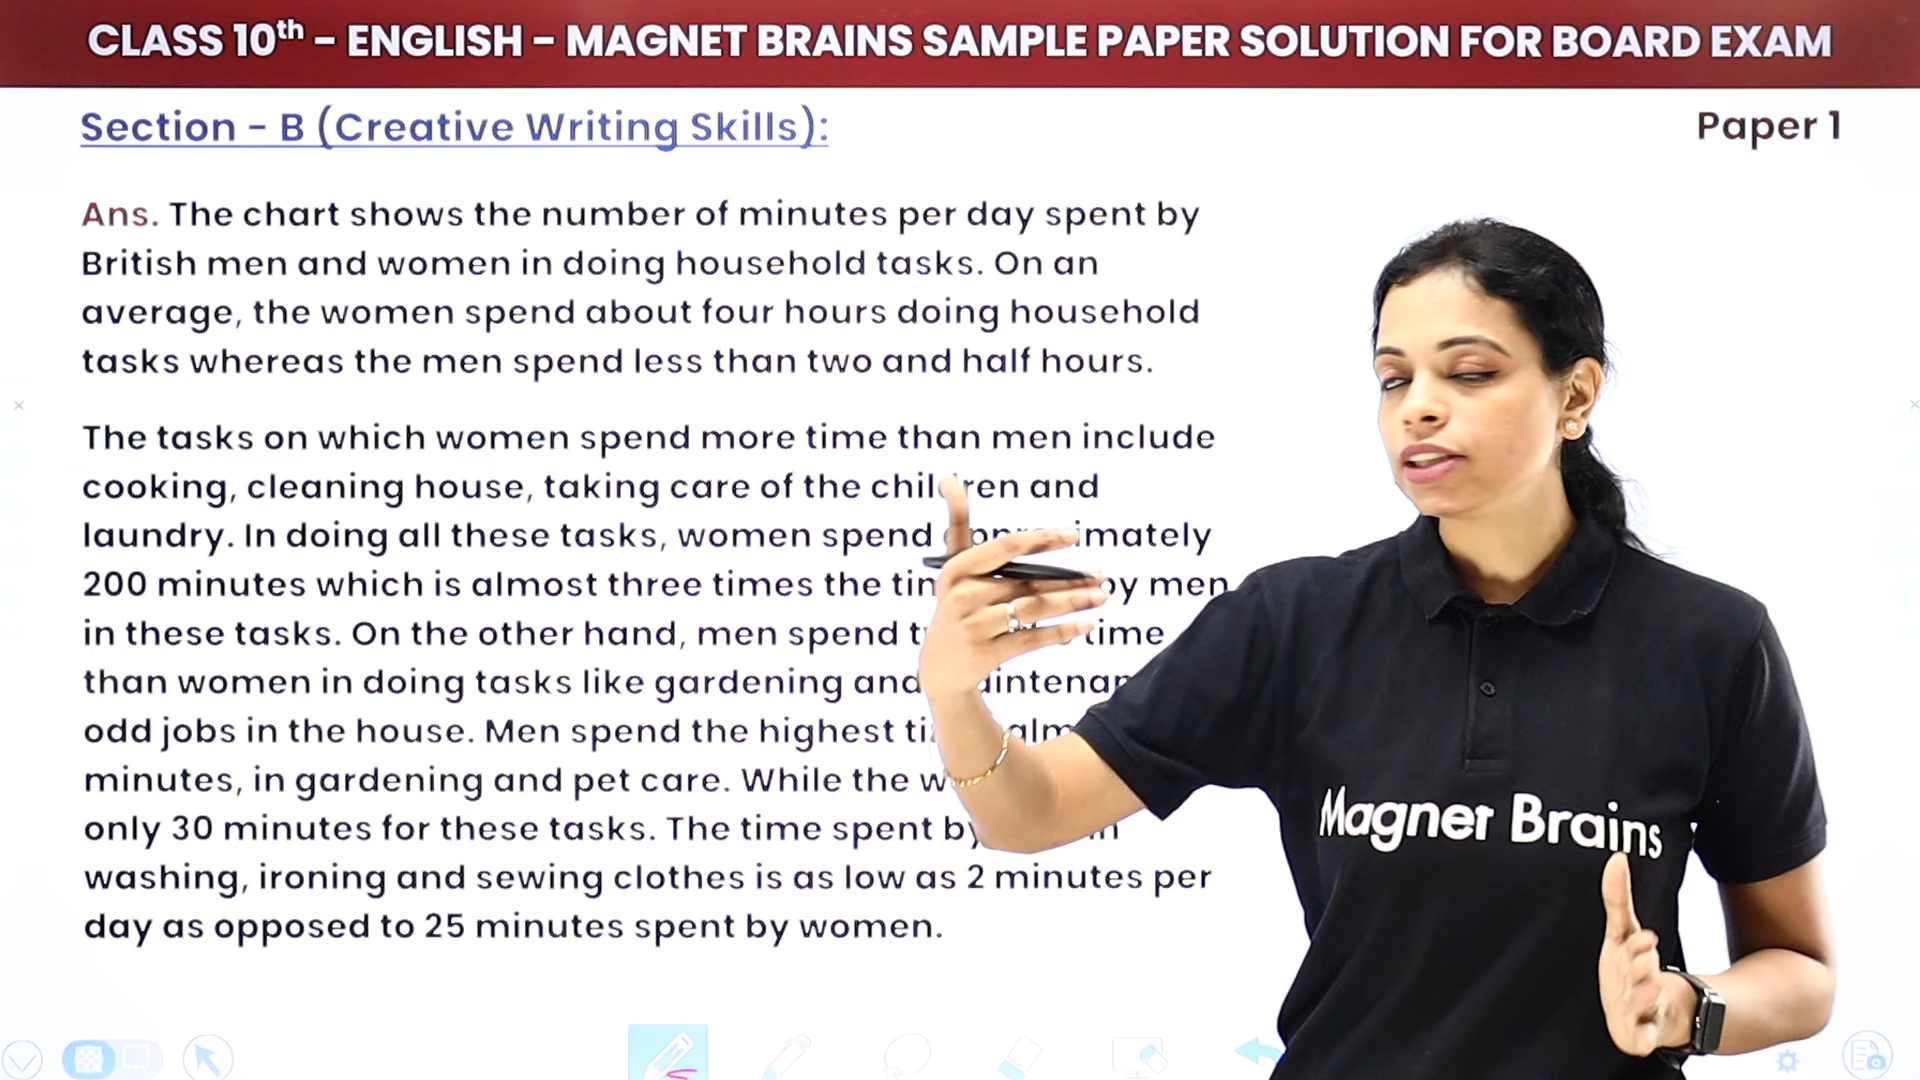 CLASS 10th - ENGLISH - MAGNET BRAINS SAMPLE PAPER SOLUTION FOR BOARD EXAM
Section - B (Creative Writing Skills):
Paper 1
Ans. The chart shows the number of minutes per day spent by
British men and women in doing household tasks. On an
average, the women spend about four hours doing household
tasks whereas the men spend less than two and half hours.
The tasks on which women spend more time than men include
cooking, cleaning house, taking care of the children and
laundry. In doing all these tasks, women spend approximately
200 minutes which is almost three times the by men
in these tasks. On the other hand, men spend time
than women in doing tasks like gardening and
odd jobs in the house. Men spend the highest
minutes, in gardening and pet care. While the
only 30 minutes for these tasks. The time spent by
washing, ironing and sewing clothes is as low as 2 minutes per
day as opposed to 25 minutes spent by women.
Magnet Brains